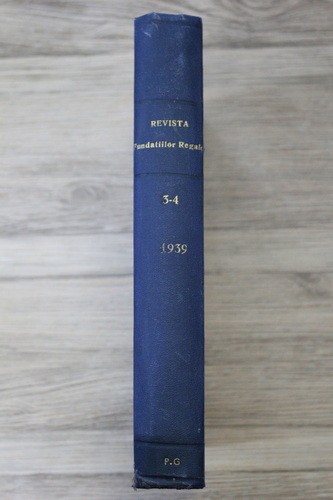 REVISTA
Fundatiilor Regale
3-4
1939
P.G